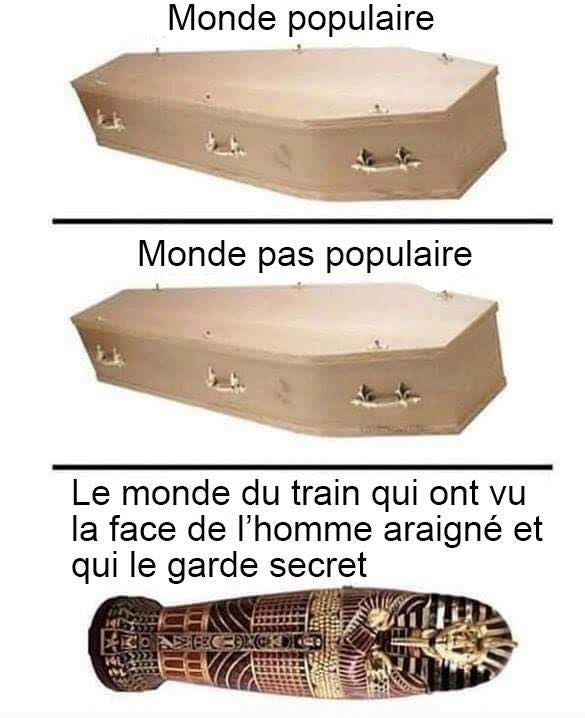 Monde populaire
Monde pas populaire
Le monde du train qui ont vu
la face de l'homme araigné et
qui le garde secret